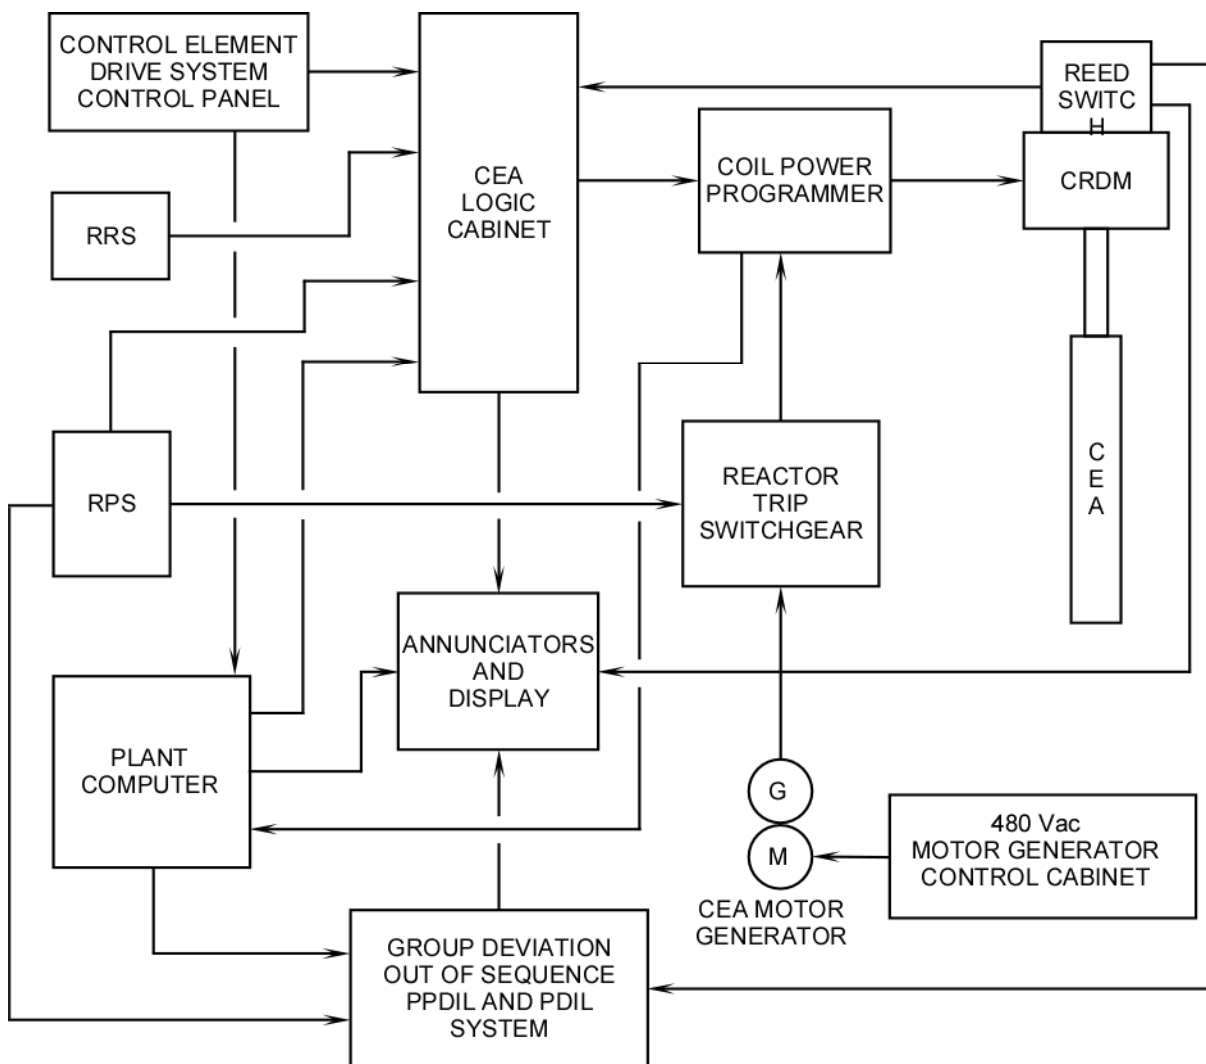 CONTROL ELEMENT
DRIVE SYSTEM
CONTROL PANEL
RRS
RPS
PLANT
COMPUTER
CEA
LOGIC
CABINET
ANNUNCIATORS
AND
DISPLAY
GROUP DEVIATION
OUT OF SEQUENCE
PPDIL AND PDIL
SYSTEM
COIL POWER
PROGRAMMER
REACTOR
TRIP
SWITCHGEAR
G
M
CEA MOTOR
GENERATOR
REED
SWITC
H
CRDM
C
E
A
480 Vac
MOTOR GENERATOR
CONTROL CABINET